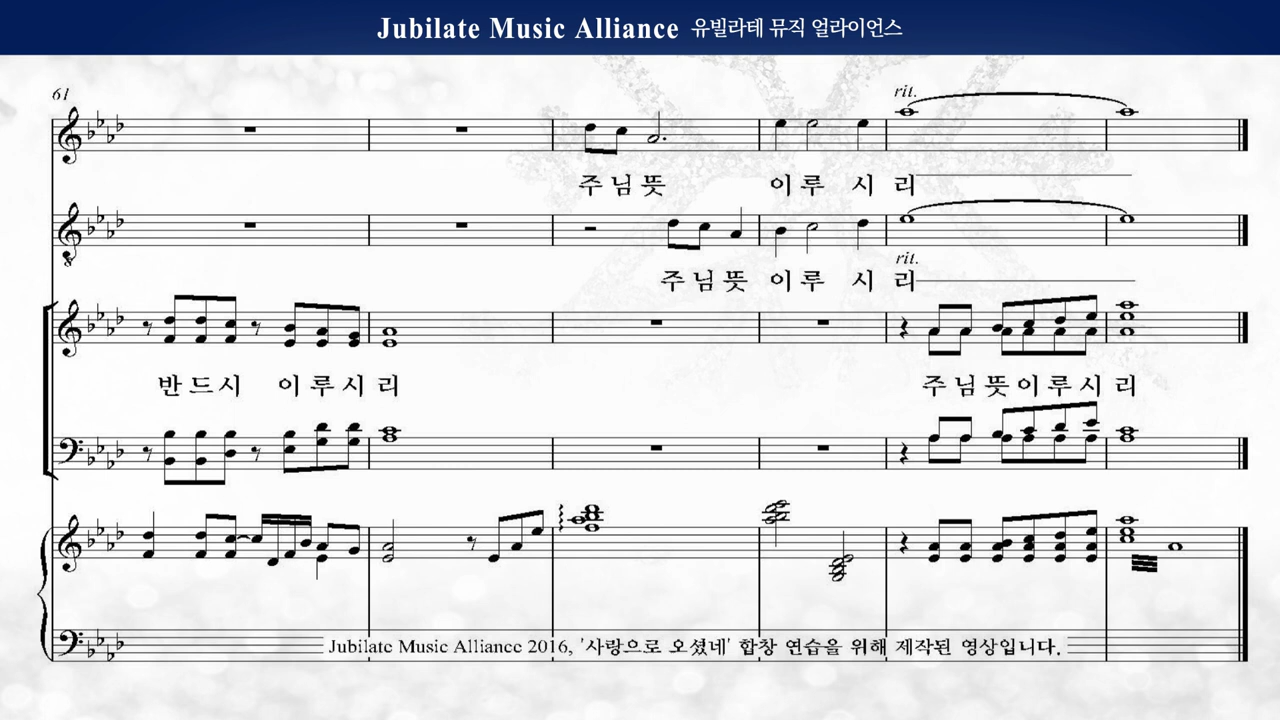 Jubilate Music Alliance 유빌라테 뮤직 얼라이언스
61
rit.
주님뜻 이루 시 리
rit.
주님뜻 이루 시 리
반드시 이루시리 주님뜻이루시리
Jubilate Music Alliance 2016, '사랑으로 오셨네' 합창 연습을 위해 제작된 영상입니다.